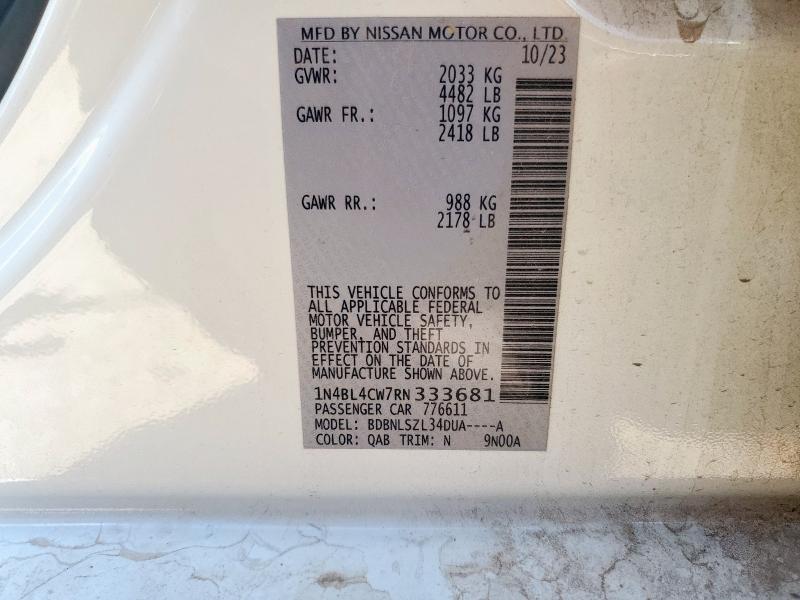 MFD BY NISSAN MOTOR CO., LTD.
DATE: 10/23
GVWR: 2033 KG
4482 LB
GAWR FR.: 1097 KG
2418 LB
GAWR RR.: 988 KG
2178 LB
THIS VEHICLE CONFORMS TO
ALL APPLICABLE FEDERAL
MOTOR VEHICLE SAFETY,
BUMPER, AND THEFT
PREVENTION STANDARDS IN
EFFECT ON THE DATE OF
MANUFACTURE SHOWN ABOVE.
1N4BL4CW7RN333681
PASSENGER CAR 776611
MODEL: BDBNLSZL34DUA----A
COLOR: QAB TRIM: N 9N00A